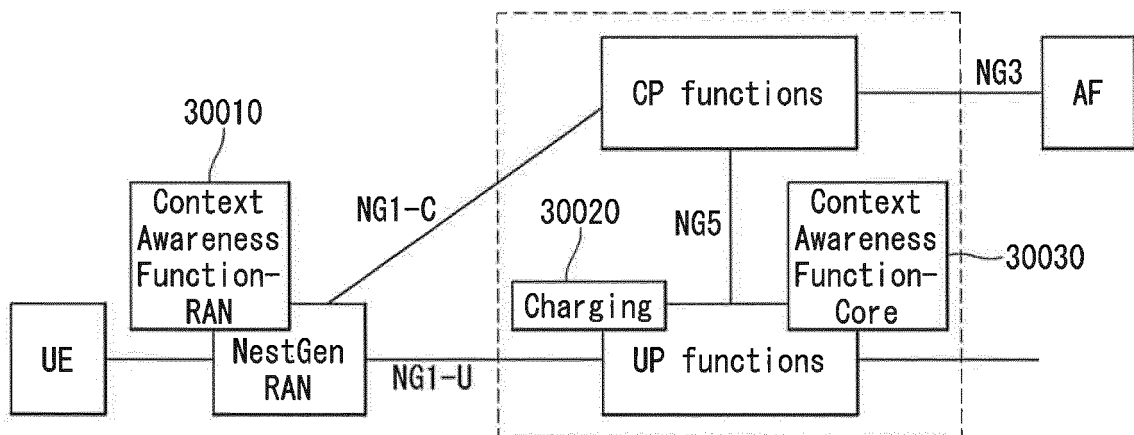 CP functions
NG3
AF
30010
Context
Awareness
Function-
RAN
NG1-C
30020
NG5
Context
Awareness
Function-
Core
30030
Charging
UE
NestGen
RAN
NG1-U
UP functions